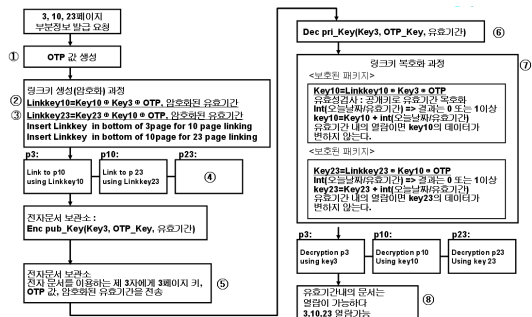 3, 10, 23페이지
부분정보 발급 요청
①
OTP 값 생성
링크키 생성(암호화) 과정
② Linkkey10=Key10 ⊕ Key3 ⊕ OTP, 암호화된 유효기간
③ Linkkey23=Key23 ⊕ Key10 ⊕ OTP, 암호화된 유효기간
Insert Linkkey in bottom of 3page for 10 page linking
Insert Linkkey in bottom of 10page for 23 page linking
p3: p10: p23:
Link to p10
using Linkkey10
Link to p 23
using Linkkey23
④
전자문서 보관소 :
Enc pub_Key(Key3, OTP_Key, 유효기간)
전자문서 보관소
전자 문서를 이용하는 제 3자에게 3페이지 키,
OTP 값, 암호화된 유효기간을 전송
⑤
Dec pri_Key(Key3, OTP_Key, 유효기간)
⑥
⑦
링크키 복호화 과정
<보호된 패키지>
Key10=Linkkey10 ⊕ Key3 ⊕ OTP
유효성검사 : 공개키로 유효기간 복호화
Int(오늘날짜/유효기간) => 결과는 0 또는 1이상
key10=Key10 + int(오늘날짜/유효기간)
유효기간 내의 열람이면 key10의 데이터가
변하지 않는다.
<보호된 패키지>
Key23=Linkkey23 ⊕ Key10 ⊕ OTP
Int(오늘날짜/유효기간) => 결과는 0 또는 1이상
key23=Key23 + int(오늘날짜/유효기간)
유효기간 내의 열람이면 key23의 데이터가
변하지 않는다.
p3: p10: p23:
Decryption p3
using key3
Decryption p10
Using key10
Decryption p23
Using key 23
유효기간내의 문서는
열람이 가능하다
3,10,23 열람가능
⑧